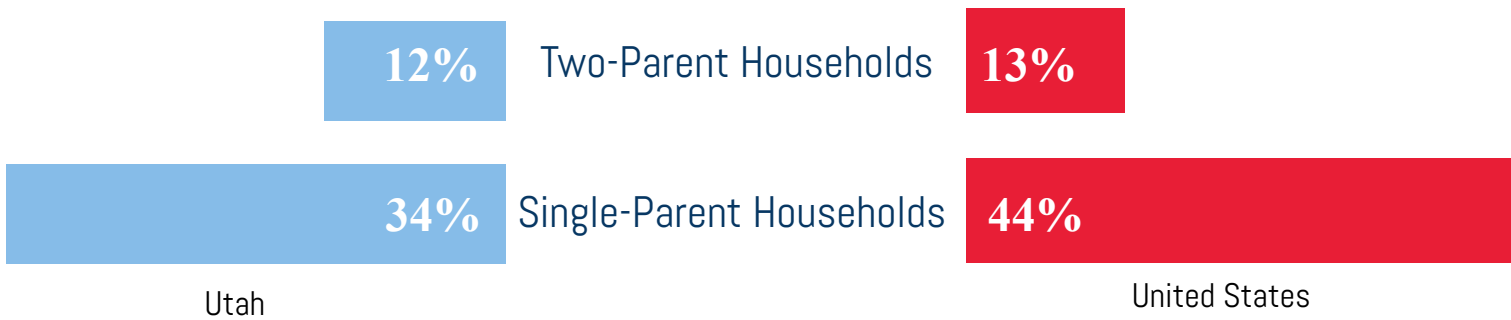 12% Two-Parent Households 13%
34% Single-Parent Households 44%
Utah United States